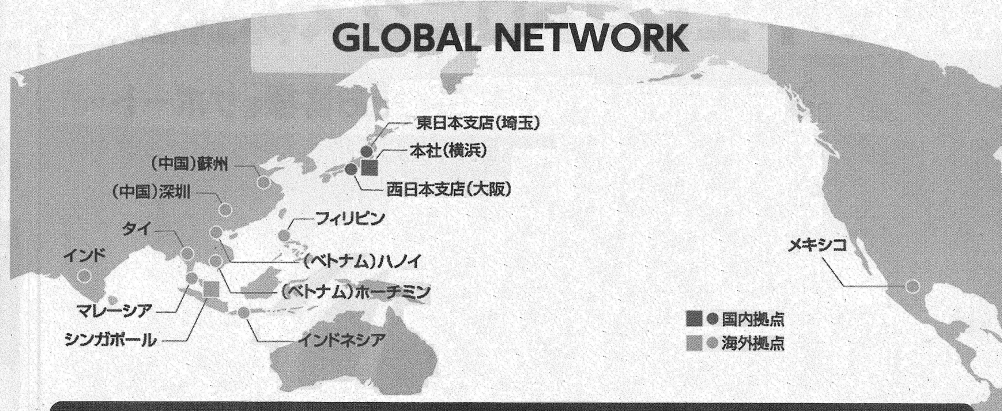 GLOBAL NETWORK
東日本支店(埼玉)
本社(横浜)
(中国)蘇州
西日本支店(大阪)
(中国)深圳
フィリピン
タイ
メキシコ
インド
(ベトナム)ハノイ
(ベトナム)ホーチミン
マレーシア
国内拠点
シンガポール
インドネシア
海外拠点